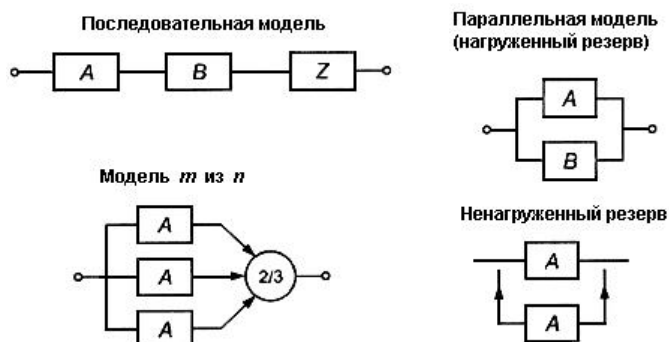 Последовательная модель
A B Z
Параллельная модель
(нагруженный резерв)
A
B
Модель m из n
A
A
A
2/3
Ненагруженный резерв
A
A